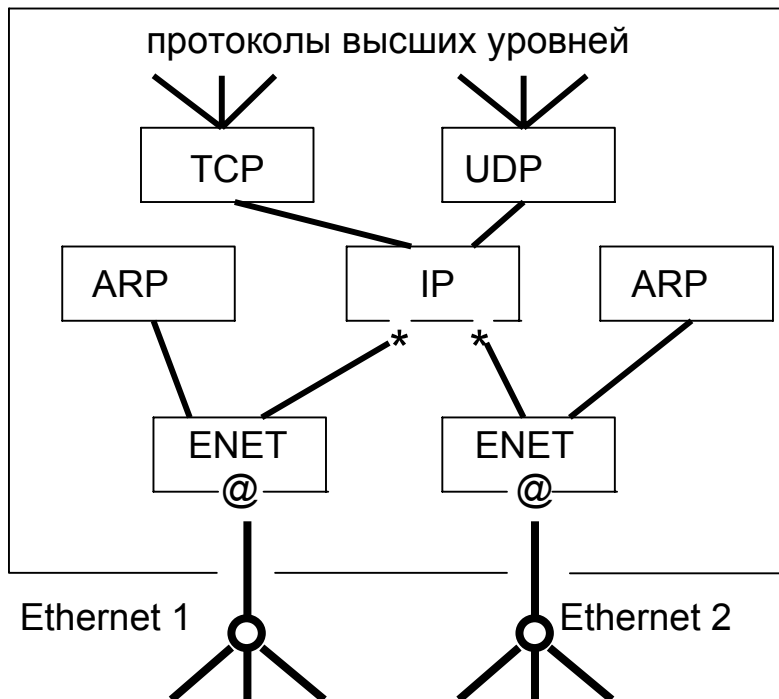 протоколы высших уровней
TCP UDP
ARP IP ARP
* *
ENET ENET
@ @
Ethernet 1 Ethernet 2